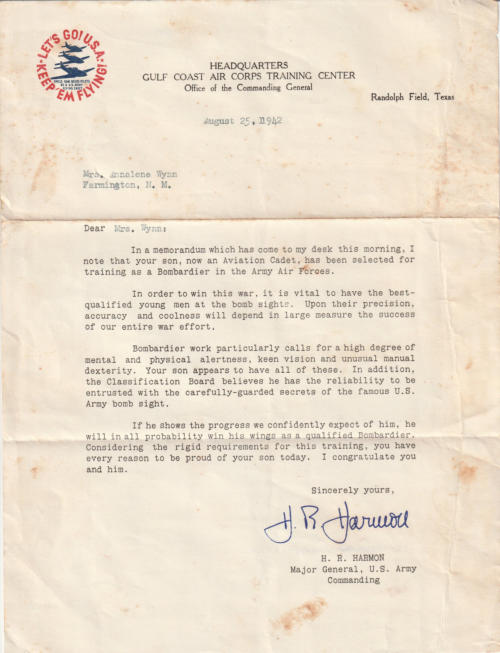 LET'S GO! U.S.A.
KEEP 'EM FLYING!
HEADQUARTERS
GULF COAST AIR CORPS TRAINING CENTER
Office of the Commanding General
Randolph Field, Texas
August 25, 1942
Mrs. Annalene Wynn
Farmington, N. M.
Dear Mrs. Wynn:
In a memorandum which has come to my desk this morning, I
note that your son, now an Aviation Cadet, has been selected for
training as a Bombardier in the Army Air Forces.
In order to win this war, it is vital to have the best-
qualified young men at the bomb sights. Upon their precision,
accuracy and coolness will depend in large measure the success
of our entire war effort.
Bombardier work particularly calls for a high degree of
mental and physical alertness, keen vision and unusual manual
dexterity. Your son appears to have all of these. In addition,
the Classification Board believes he has the reliability to be
entrusted with the carefully-guarded secrets of the famous U.S.
Army bomb sight.
If he shows the progress we confidently expect of him, he
will in all probability win his wings as a qualified Bombardier.
Considering the rigid requirements for this training, you have
every reason to be proud of your son today. I congratulate you
and him.
Sincerely yours,
H. R. Harmon
H. R. HARMON
Major General, U.S. Army
Commanding